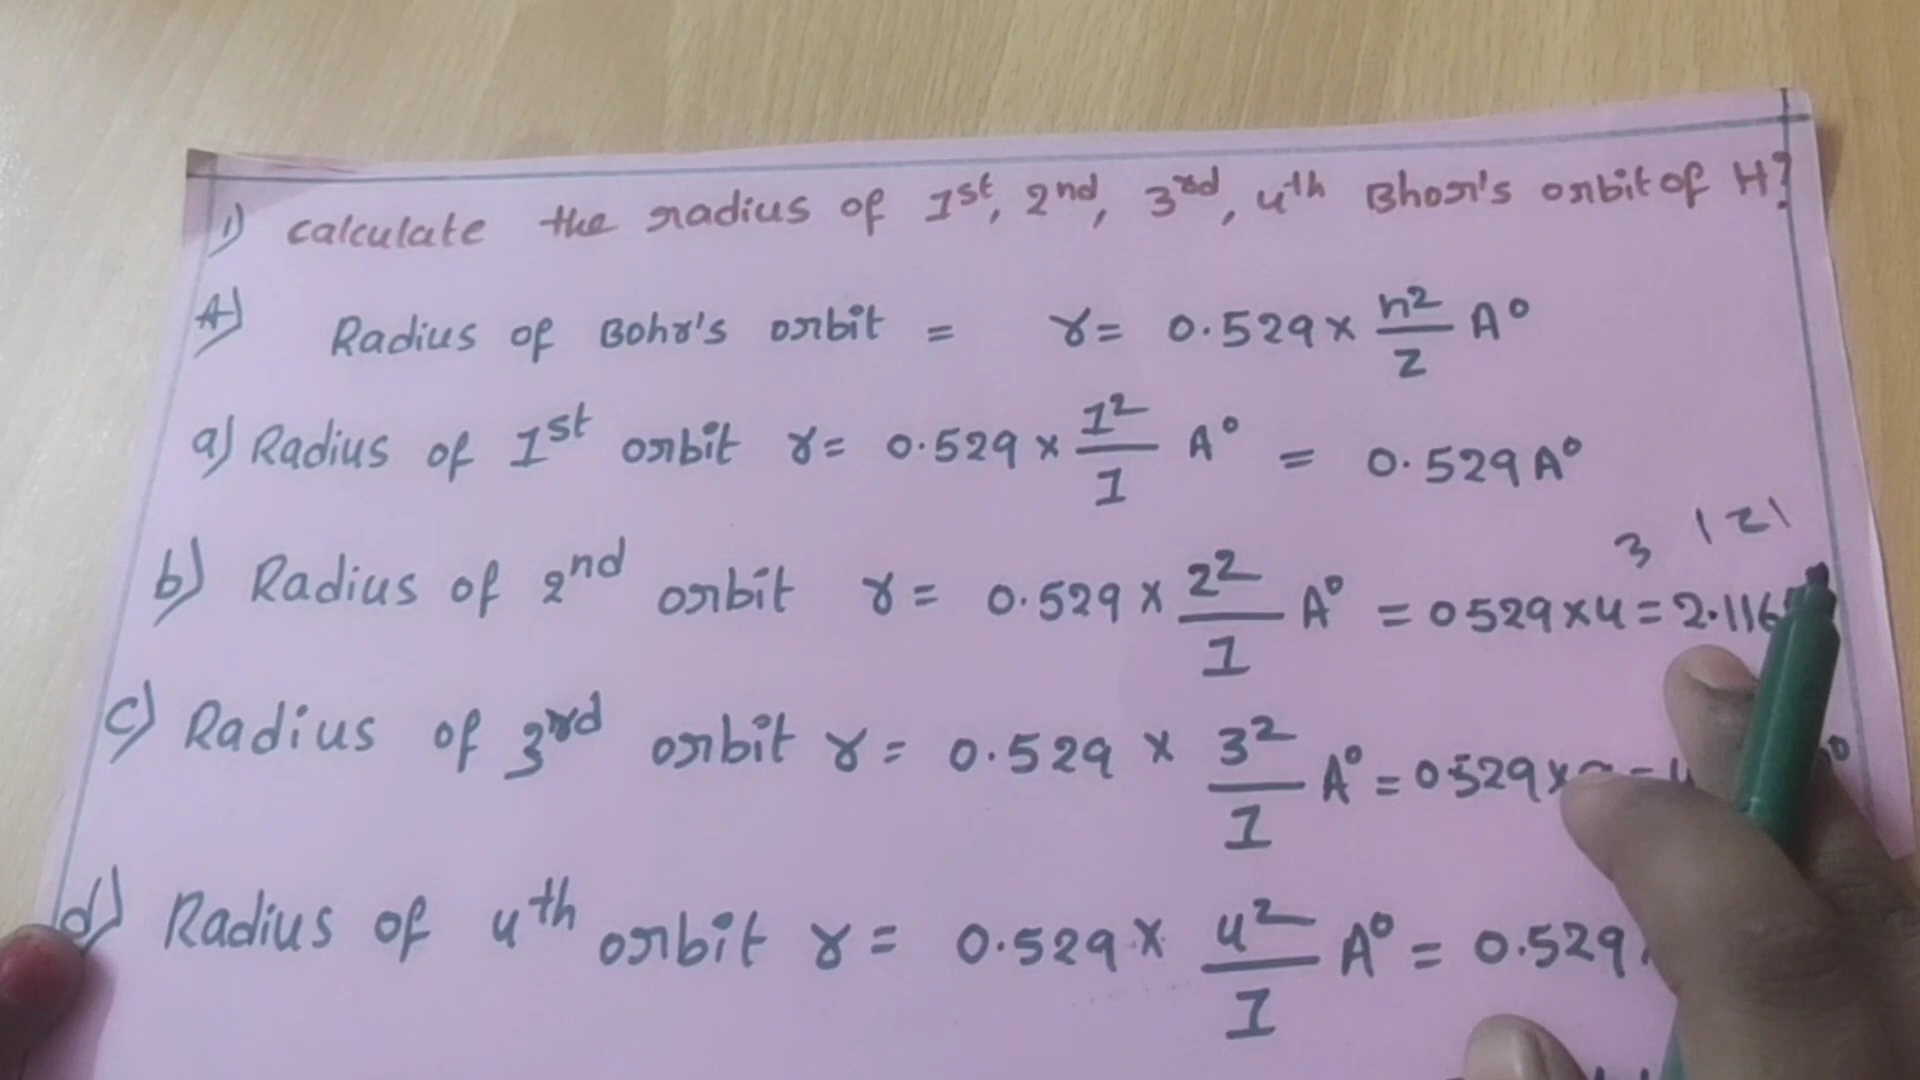 1) calculate the radius of 1st, 2nd, 3rd, 4th Bhor's orbit of H?
A) Radius of Bohr's orbit = r = 0.529 × n²/Z A°
a) Radius of 1st orbit r = 0.529 × 1²/1 A° = 0.529 A°
3 121
b) Radius of 2nd orbit r = 0.529 × 2²/1 A° = 0529 × 4 = 2.116
c) Radius of 3rd orbit r = 0.529 × 3²/1 A° = 0.529 ×
d) Radius of 4th orbit r = 0.529 × 4²/1 A° = 0.529